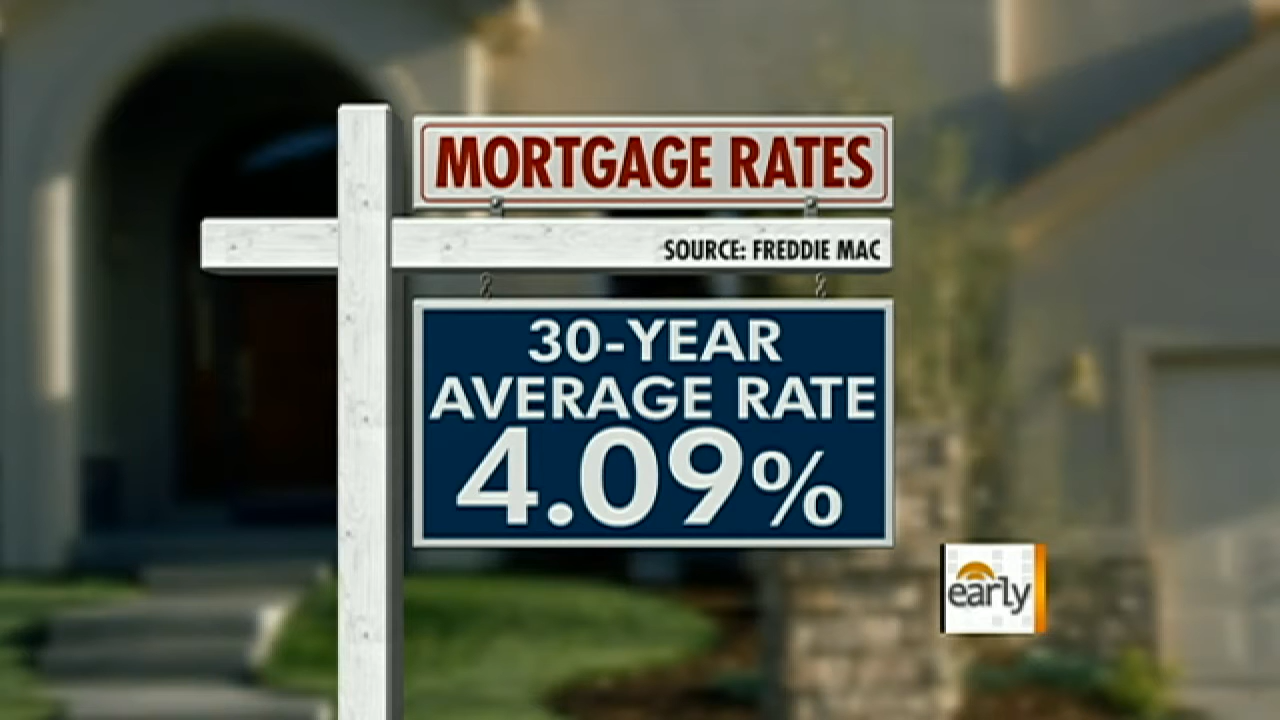 MORTGAGE RATES
SOURCE: FREDDIE MAC
30-YEAR
AVERAGE RATE
4.09%
early